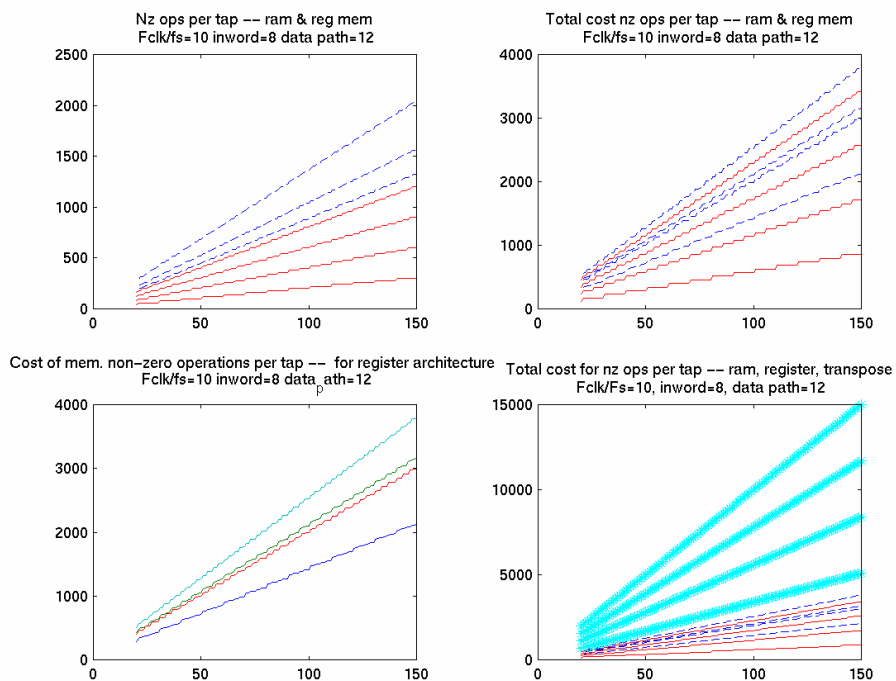 Nz ops per tap -- ram & reg mem
Fclk/fs=10 inword=8 data path=12
2500
2000
1500
1000
500
0
0 50 100 150
Total cost nz ops per tap -- ram & reg mem
Fclk/fs=10 inword=8 data path=12
4000
3000
2000
1000
0
0 50 100 150
Cost of mem. non-zero operations per tap -- for register architecture
Fclk/fs=10 inword=8 data path=12
4000
3000
2000
1000
0
0 50 100 150
Total cost for nz ops per tap -- ram, register, transpose
Fclk/Fs=10, inword=8, data path=12
15000
10000
5000
0
0 50 100 150